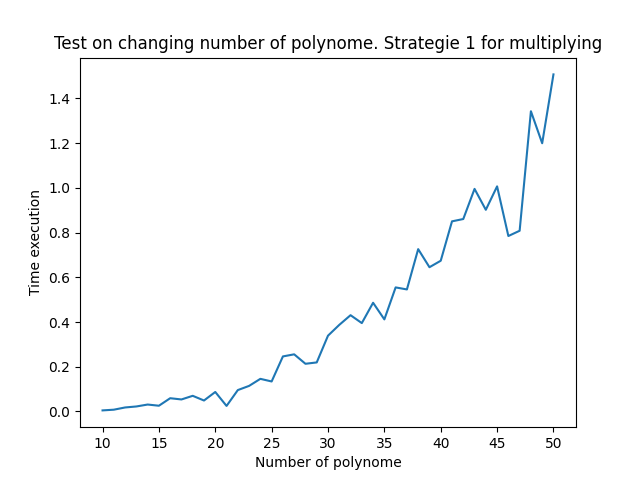 Test on changing number of polynome. Strategie 1 for multiplying
1.4
1.2
1.0
0.8
0.6
0.4
0.2
0.0
Time execution
10 15 20 25 30 35 40 45 50
Number of polynome